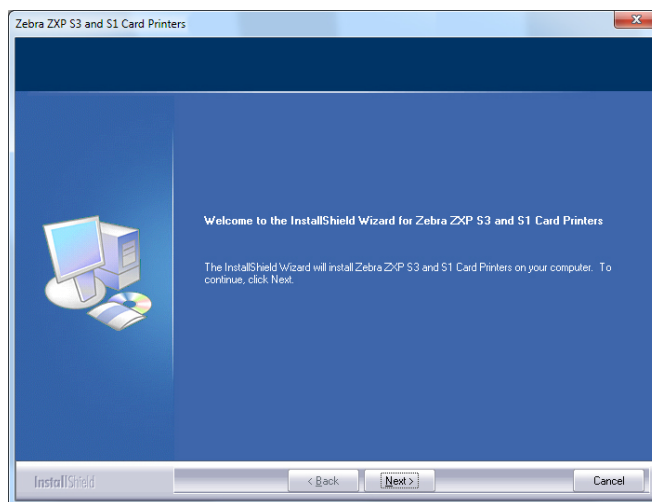 Zebra ZXP S3 and S1 Card Printers
Welcome to the InstallShield Wizard for Zebra ZXP S3 and S1 Card Printers
The InstallShield Wizard will install Zebra ZXP S3 and S1 Card Printers on your computer. To
continue, click Next.
InstallShield
< Back
Next >
Cancel